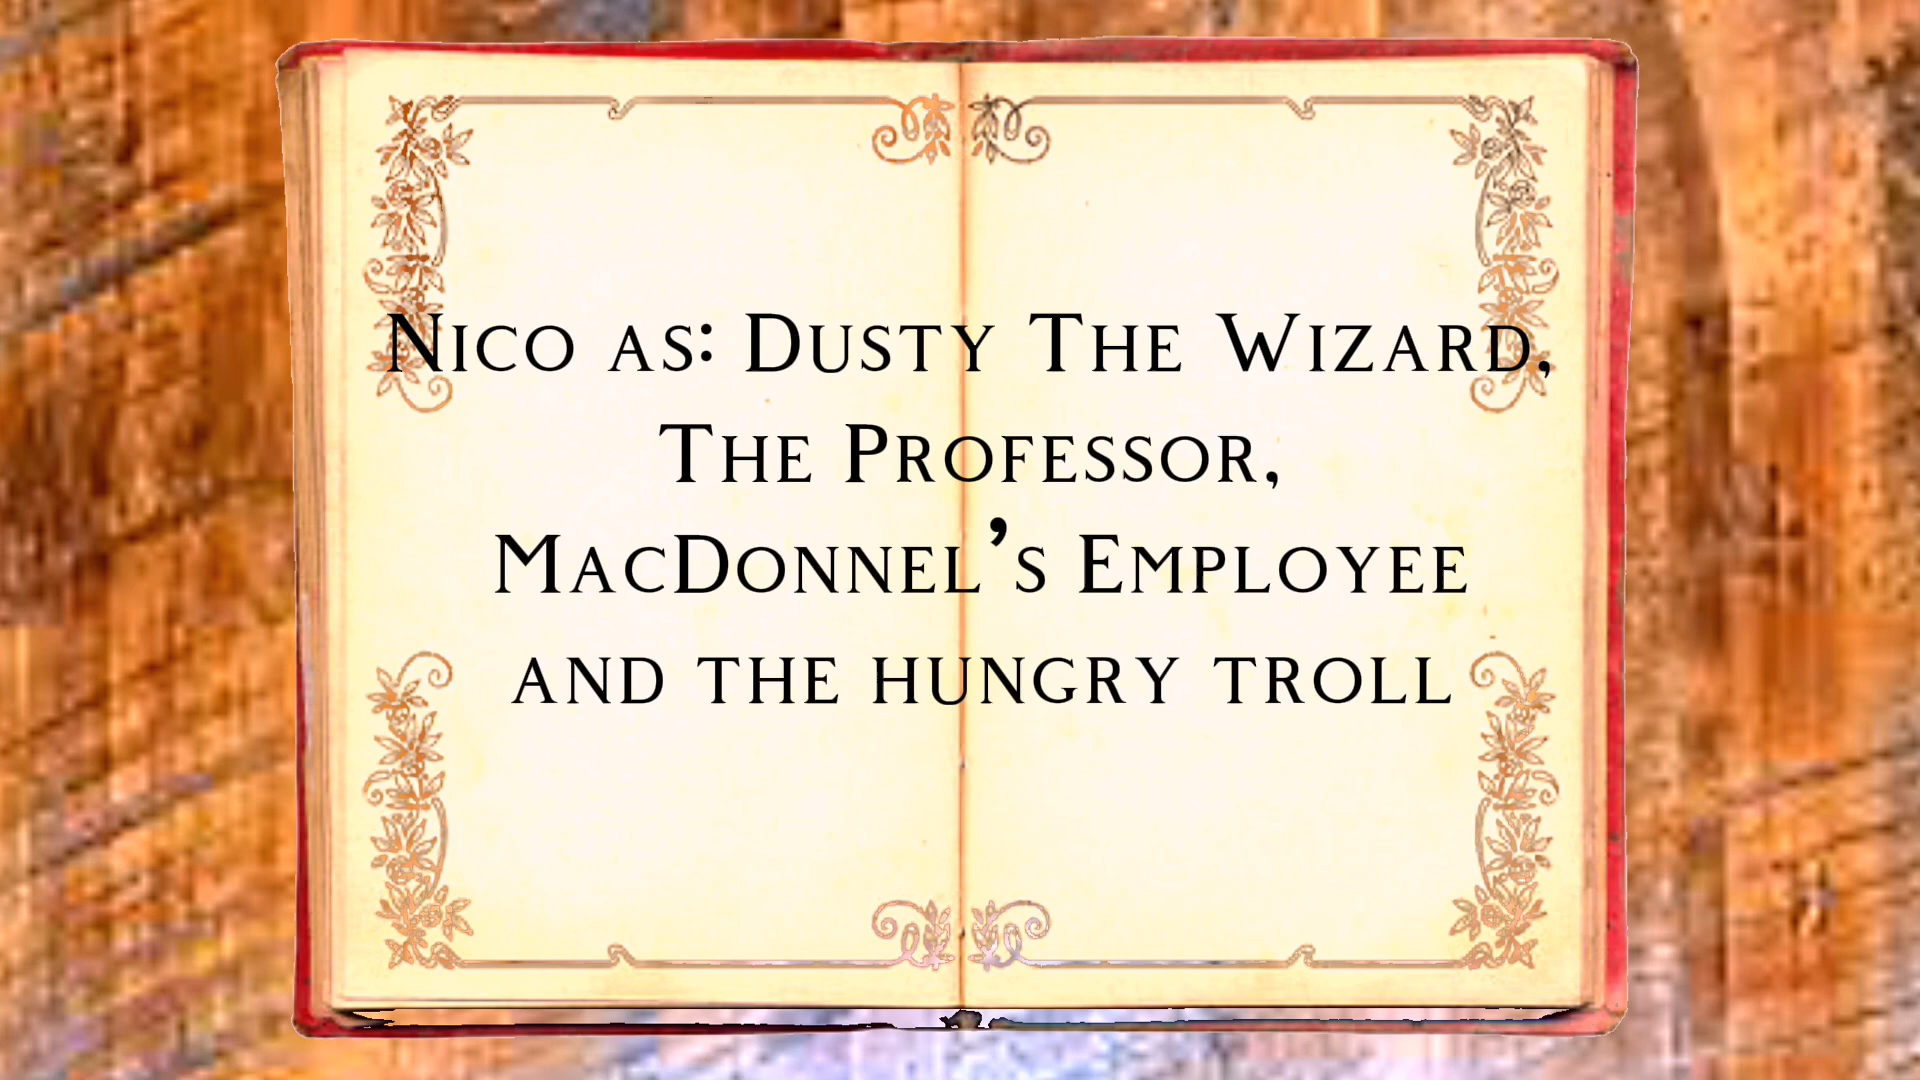 Nico as: Dusty The Wizard,
The Professor,
MacDonnel's Employee
and the hungry troll